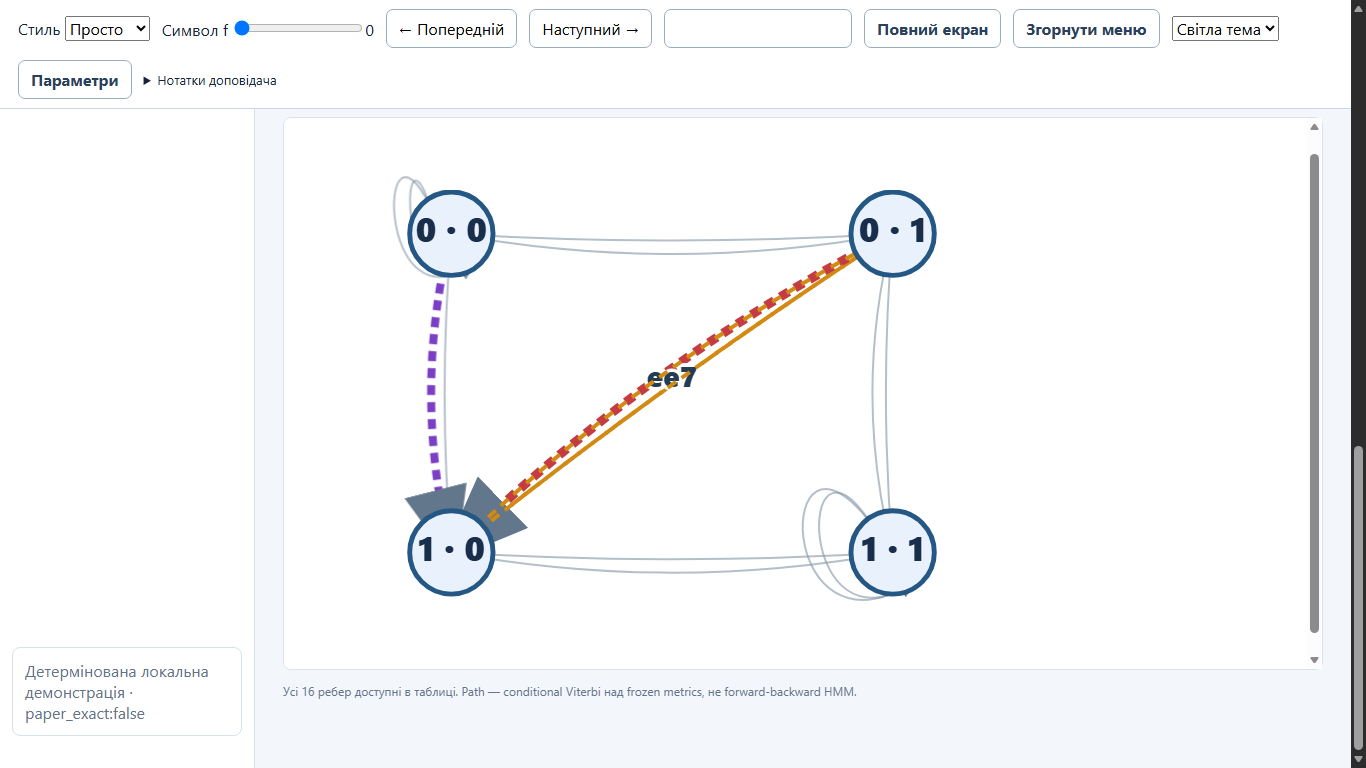 Стиль Просто Символ f 0 ← Попередній Наступний → Повний екран Згорнути меню Світла тема
Параметри ▶ Нотатки доповідача
0 · 0 0 · 1
ee7
1 · 0 1 · 1
Детермінована локальна
демонстрація ·
paper_exact:false
Усі 16 ребер доступні в таблиці. Path — conditional Viterbi над frozen metrics, не forward-backward HMM.